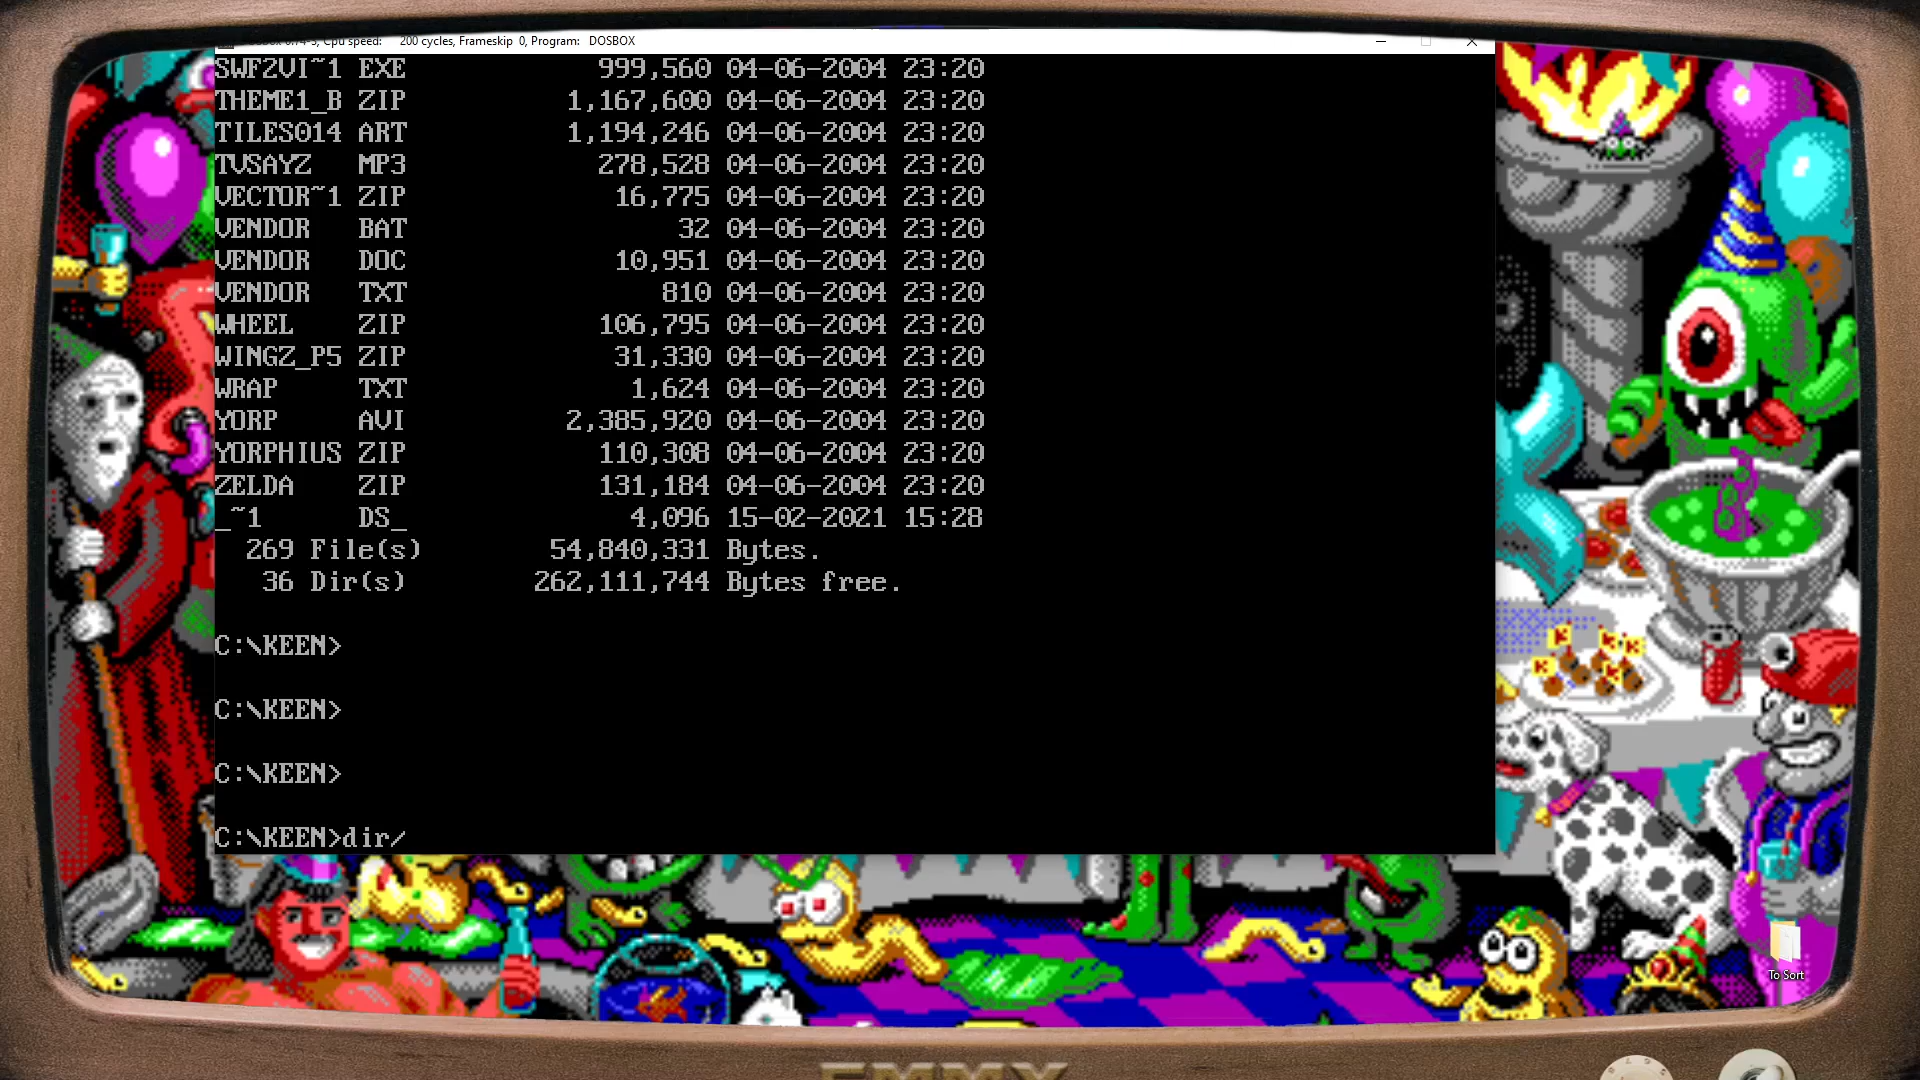 Cpu speed: 200 cycles, Frameskip 0, Program: DOSBOX
SWF2VI~1 EXE 999,560 04-06-2004 23:20
THEME1_B ZIP 1,167,600 04-06-2004 23:20
TILES014 ART 1,194,246 04-06-2004 23:20
TVSAYZ MP3 278,528 04-06-2004 23:20
VECTOR~1 ZIP 16,775 04-06-2004 23:20
VENDOR BAT 32 04-06-2004 23:20
VENDOR DOC 10,951 04-06-2004 23:20
VENDOR TXT 810 04-06-2004 23:20
WHEEL ZIP 106,795 04-06-2004 23:20
WINGZ_P5 ZIP 31,330 04-06-2004 23:20
WRAP TXT 1,624 04-06-2004 23:20
YORP AVI 2,385,920 04-06-2004 23:20
YORPHIUS ZIP 110,308 04-06-2004 23:20
ZELDA ZIP 131,184 04-06-2004 23:20
_~1 DS_ 4,096 15-02-2021 15:28
269 File(s) 54,840,331 Bytes.
36 Dir(s) 262,111,744 Bytes free.
C:\KEEN>
C:\KEEN>
C:\KEEN>
C:\KEEN>dir/
To Sort